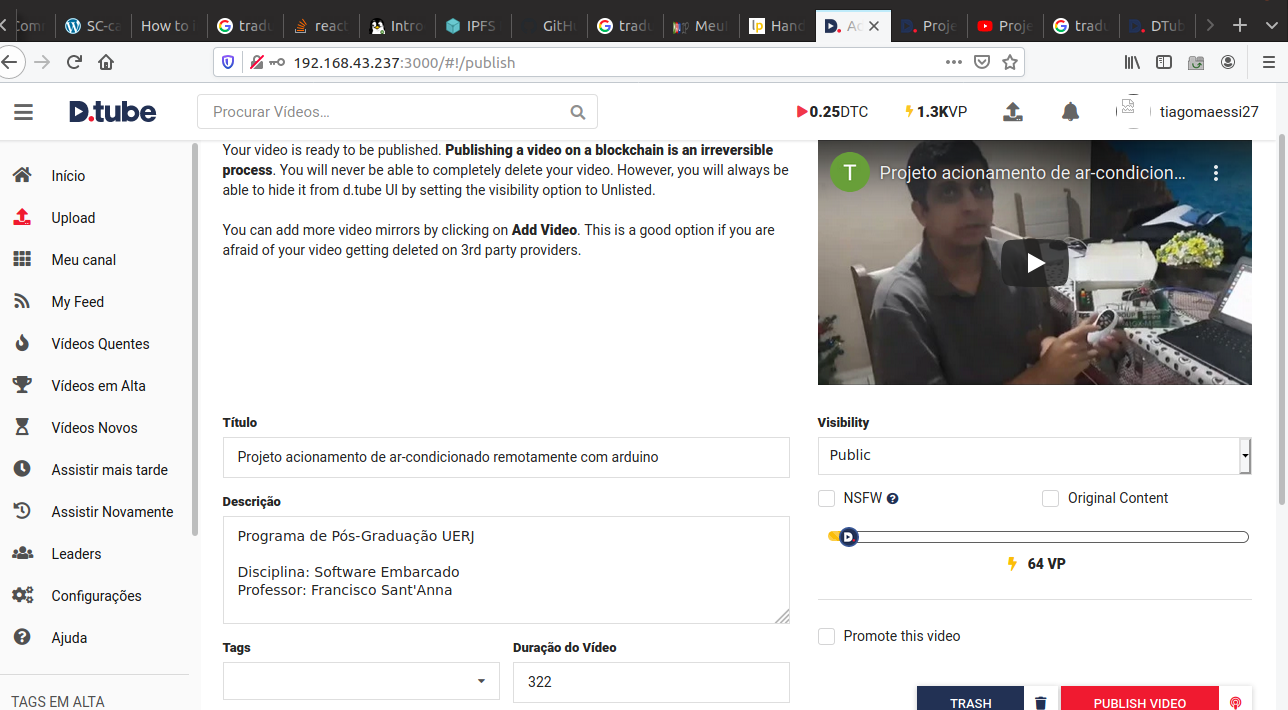 SC-ca
How to i
tradu
react
Intro
IPFS
GitHu
tradu
Meu
Hand
Proje
Proje
tradu
DTub
192.168.43.237:3000/#!/publish
D.tube
Procurar Vídeos...
0.25DTC
1.3KVP
tiagomaessi27
Início
Upload
Meu canal
My Feed
Vídeos Quentes
Vídeos em Alta
Vídeos Novos
Assistir mais tarde
Assistir Novamente
Leaders
Configurações
Ajuda
TAGS EM ALTA
Your video is ready to be published. Publishing a video on a blockchain is an irreversible
process. You will never be able to completely delete your video. However, you will always be
able to hide it from d.tube UI by setting the visibility option to Unlisted.
You can add more video mirrors by clicking on Add Video. This is a good option if you are
afraid of your video getting deleted on 3rd party providers.
T
Projeto acionamento de ar-condicion...
Título
Projeto acionamento de ar-condicionado remotamente com arduino
Descrição
Programa de Pós-Graduação UERJ
Disciplina: Software Embarcado
Professor: Francisco Sant'Anna
Tags
Duração do Vídeo
322
Visibility
Public
NSFW
Original Content
64 VP
Promote this video
TRASH
PUBLISH VIDEO